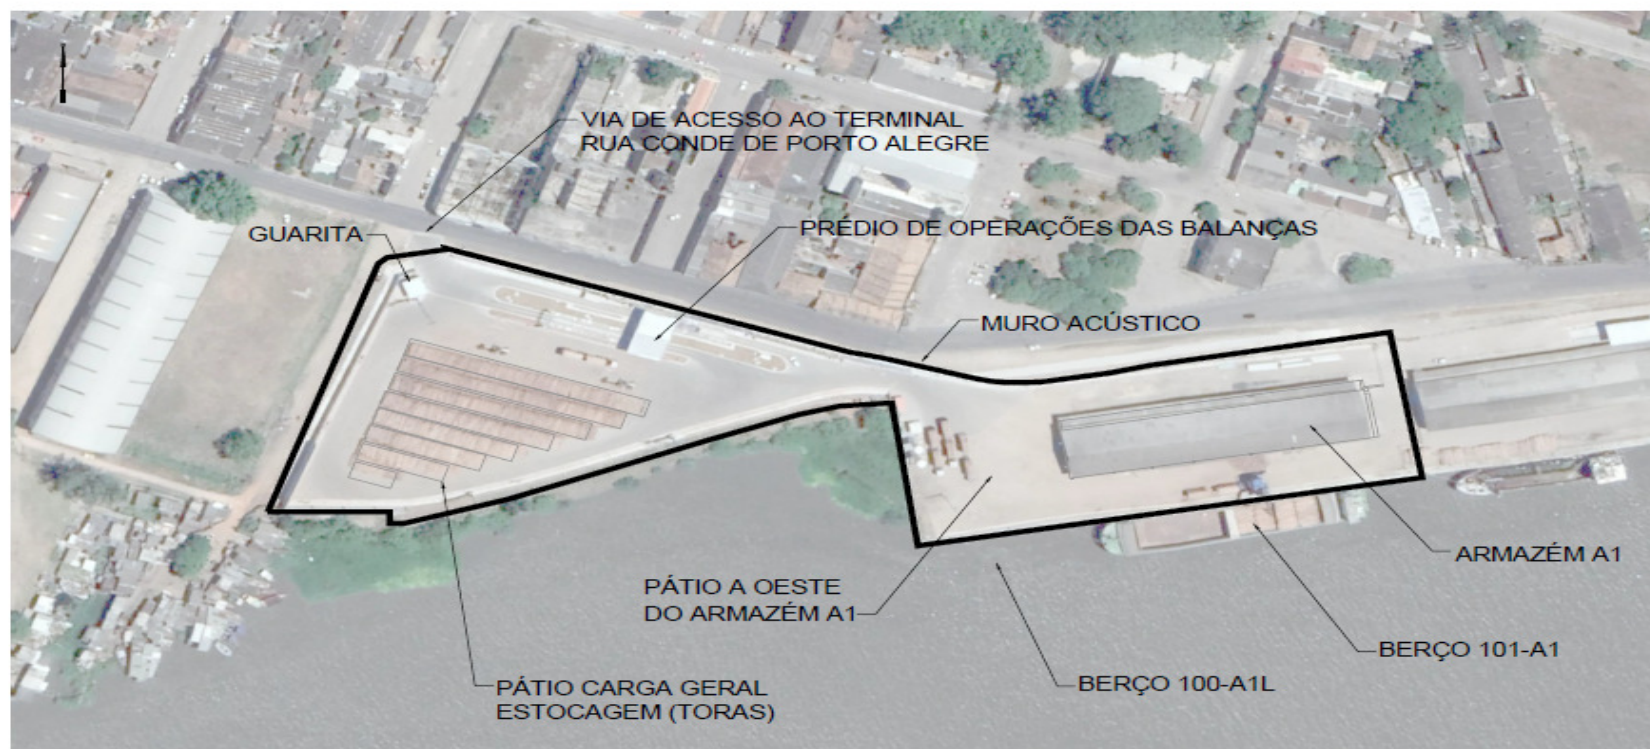 VIA DE ACESSO AO TERMINAL
RUA CONDE DE PORTO ALEGRE
GUARITA
PRÉDIO DE OPERAÇÕES DAS BALANÇAS
MURO ACÚSTICO
ARMAZÉM A1
PÁTIO A OESTE
DO ARMAZÉM A1
BERÇO 101-A1
BERÇO 100-A1L
PÁTIO CARGA GERAL
ESTOCAGEM (TORAS)